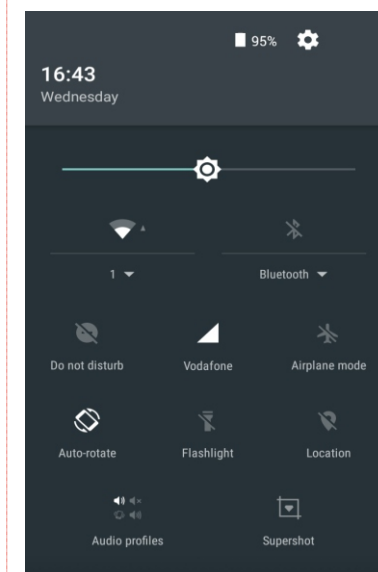 95%
16:43
Wednesday
1 Bluetooth
Do not disturb Vodafone Airplane mode
Auto-rotate Flashlight Location
Audio profiles Supershot